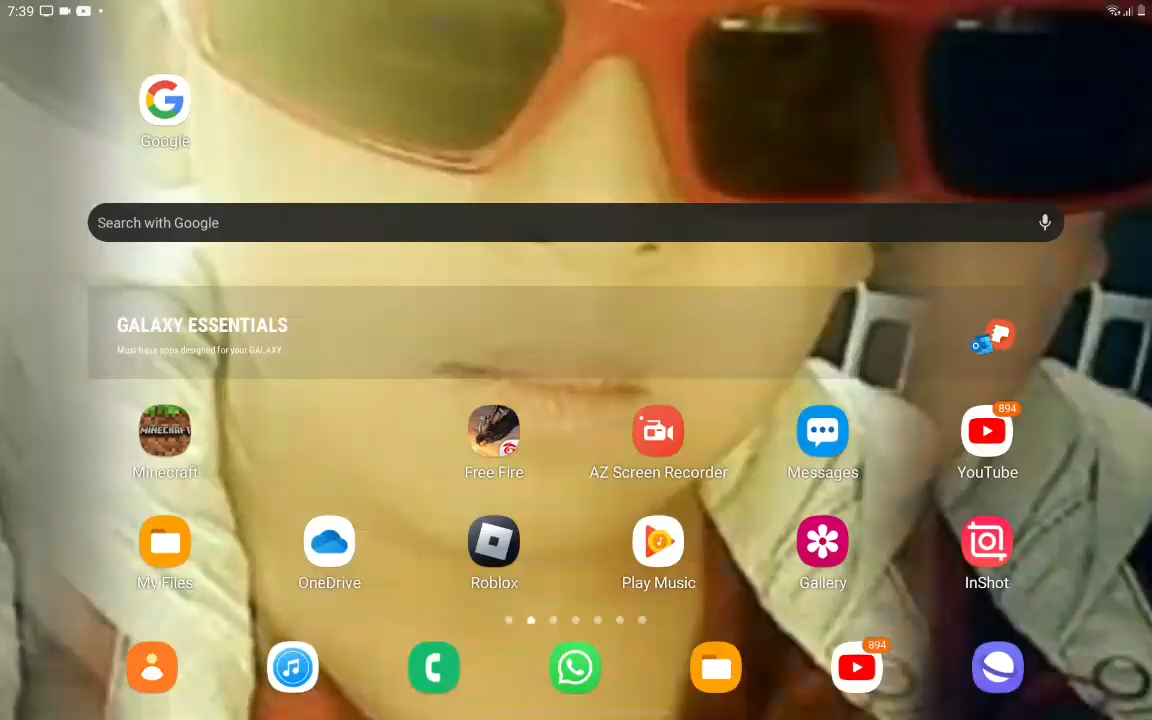 7:39
Google
Search with Google
GALAXY ESSENTIALS
Must-have apps designed for your GALAXY
894
MINECRAFT
Minecraft
Free Fire
AZ Screen Recorder
Messages
YouTube
My Files
OneDrive
Roblox
Play Music
Gallery
InShot
894